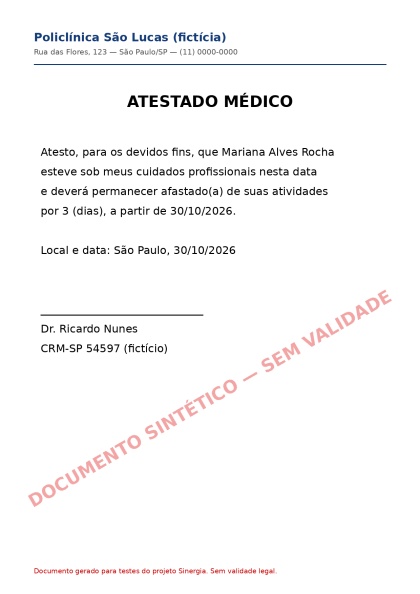 Policlínica São Lucas (fictícia)
Rua das Flores, 123 — São Paulo/SP — (11) 0000-0000
ATESTADO MÉDICO
Atesto, para os devidos fins, que Mariana Alves Rocha
esteve sob meus cuidados profissionais nesta data
e deverá permanecer afastado(a) de suas atividades
por 3 (dias), a partir de 30/10/2026.
Local e data: São Paulo, 30/10/2026
Dr. Ricardo Nunes
CRM-SP 54597 (fictício)
DOCUMENTO SINTÉTICO — SEM VALIDADE
Documento gerado para testes do projeto Sinergia. Sem validade legal.